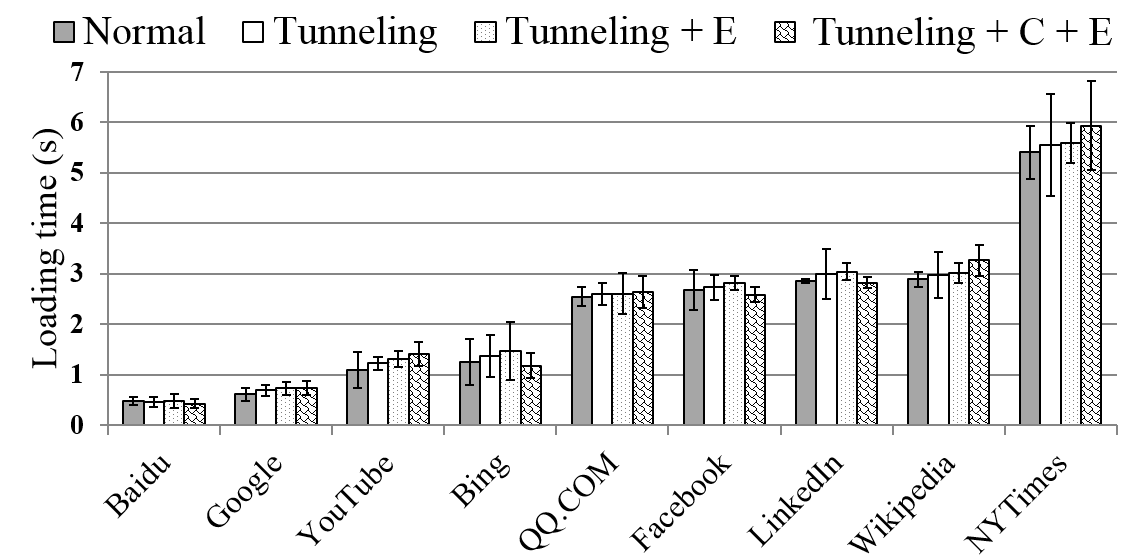 Normal Tunneling Tunneling + E Tunneling + C + E
Loading time (s)
7
6
5
4
3
2
1
0
Baidu
Google
YouTube
Bing
QQ.COM
Facebook
LinkedIn
Wikipedia
NYTimes